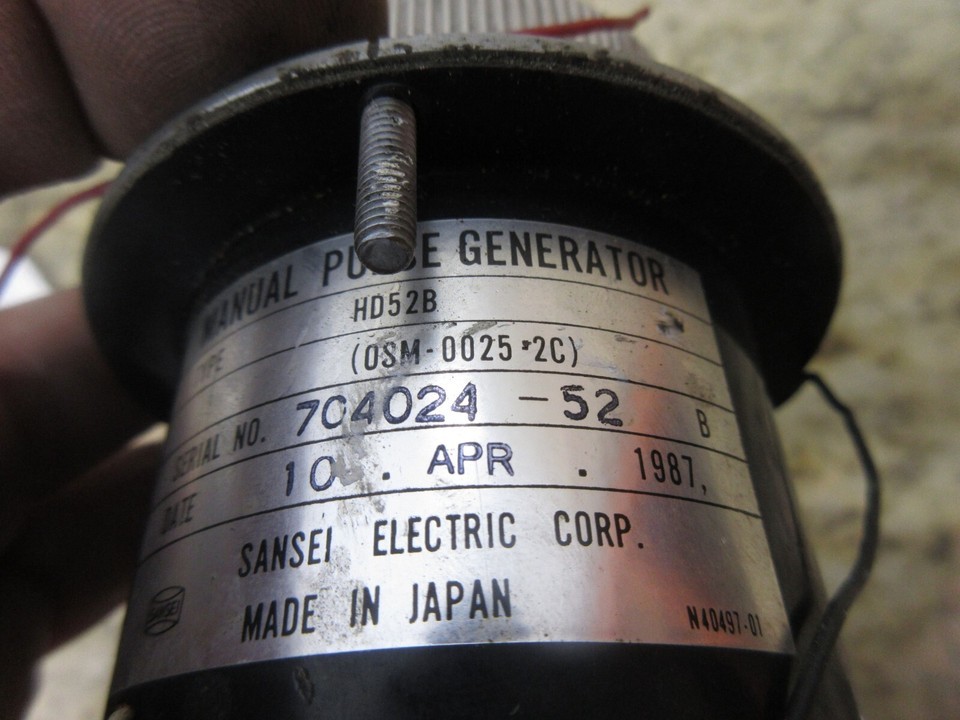 MANUAL PULSE GENERATOR
TYPE HD52B
(OSM-0025-2C)
SERIAL NO. 704024 -52 B
DATE 10. APR. 1987,
SANSEI ELECTRIC CORP.
SANSEI MADE IN JAPAN N40497-01